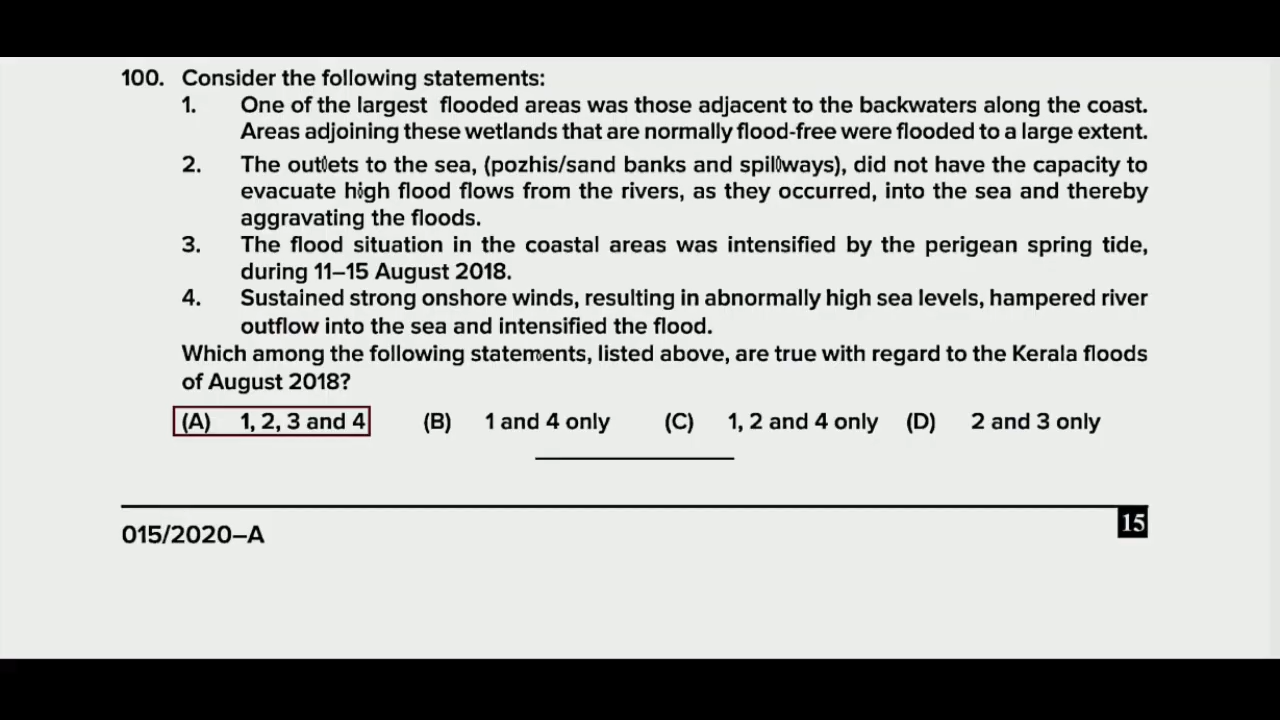 100. Consider the following statements:
1. One of the largest flooded areas was those adjacent to the backwaters along the coast.
Areas adjoining these wetlands that are normally flood-free were flooded to a large extent.
2. The outlets to the sea, (pozhis/sand banks and spillways), did not have the capacity to
evacuate high flood flows from the rivers, as they occurred, into the sea and thereby
aggravating the floods.
3. The flood situation in the coastal areas was intensified by the perigean spring tide,
during 11–15 August 2018.
4. Sustained strong onshore winds, resulting in abnormally high sea levels, hampered river
outflow into the sea and intensified the flood.
Which among the following statements, listed above, are true with regard to the Kerala floods
of August 2018?
(A) 1, 2, 3 and 4 (B) 1 and 4 only (C) 1, 2 and 4 only (D) 2 and 3 only
015/2020–A
15